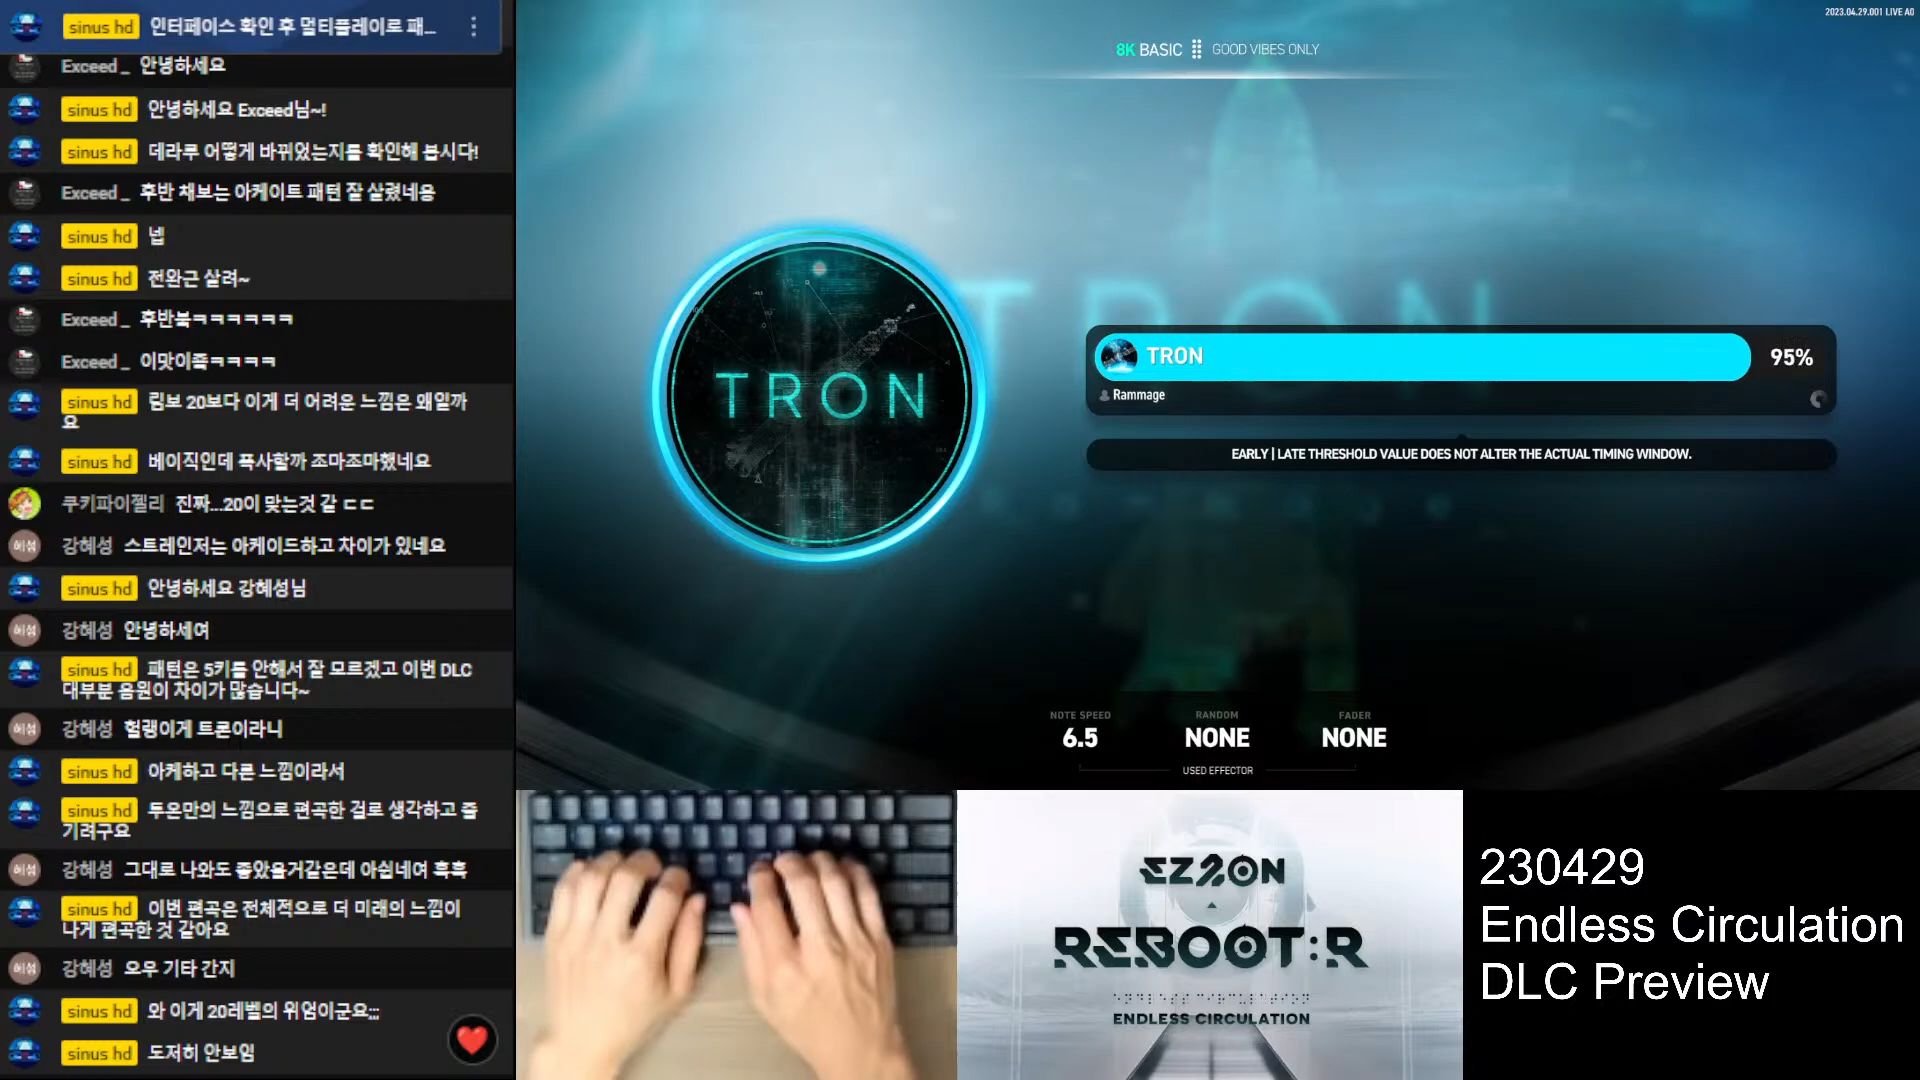 sinus hd 인터페이스 확인 후 멀티플레이로 패...
Exceed_ 안녕하세요
sinus hd 안녕하세요 Exceed님~!
sinus hd 데라루 어떻게 바뀌었는지를 확인해 봅시다!
Exceed_ 후반 채보는 아케이트 패턴 잘 살렸네용
sinus hd 넵
sinus hd 전완근 살려~
Exceed_ 후반붘ㅋㅋㅋㅋㅋㅋ
Exceed_ 이맛이죸ㅋㅋㅋㅋ
sinus hd 림보 20보다 이게 더 어려운 느낌은 왜일까
요
sinus hd 베이직인데 폭사할까 조마조마했네요
쿠키파이젤리 진짜...20이 맞는것 같 ㄷㄷ
강혜성 스트레인저는 아케이드하고 차이가 있네요
sinus hd 안녕하세요 강혜성님
강혜성 안녕하세여
sinus hd 패턴은 5키를 안해서 잘 모르겠고 이번 DLC
대부분 음원이 차이가 많습니다~
강혜성 헐랭이게 트론이라니
sinus hd 아케하고 다른 느낌이라서
sinus hd 투온만의 느낌으로 편곡한 걸로 생각하고 즐
기려구요
강혜성 그대로 나와도 좋았을거같은데 아쉽네여 흑흑
sinus hd 이번 편곡은 전체적으로 더 미래의 느낌이
나게 편곡한 것 같아요
강혜성 오우 기타 간지
sinus hd 와 이게 20레벨의 위엄이군요;;;
sinus hd 도저히 안보임
2023.04.29.001 LIVE A0
8K BASIC GOOD VIBES ONLY
TRON
TRON
TRON 95%
Rammage
EARLY | LATE THRESHOLD VALUE DOES NOT ALTER THE ACTUAL TIMING WINDOW.
NOTE SPEED RANDOM FADER
6.5 NONE NONE
USED EFFECTOR
EZ2ON
REBOOT:R
ENDLESS CIRCULATION
230429
Endless Circulation
DLC Preview